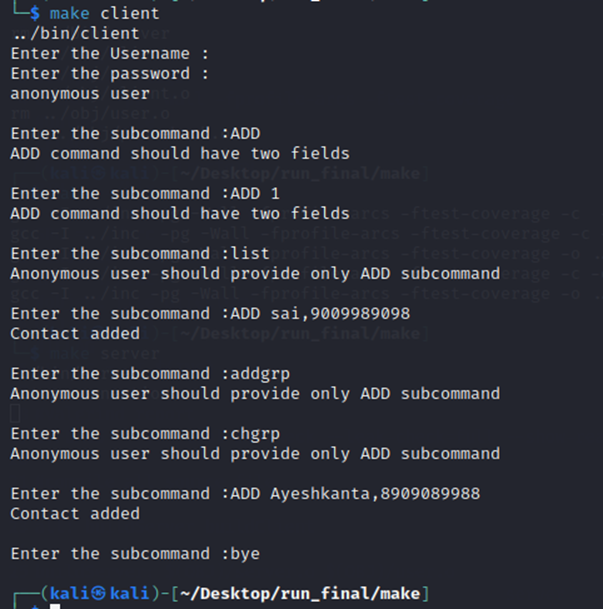 └─$ make client
../bin/client
Enter the Username :
Enter the password :
anonymous user
Enter the subcommand :ADD
ADD command should have two fields
Enter the subcommand :ADD 1
ADD command should have two fields
Enter the subcommand :list
Anonymous user should provide only ADD subcommand
Enter the subcommand :ADD sai,9009989098
Contact added
Enter the subcommand :addgrp
Anonymous user should provide only ADD subcommand
Enter the subcommand :chgrp
Anonymous user should provide only ADD subcommand
Enter the subcommand :ADD Ayeshkanta,8909089988
Contact added
Enter the subcommand :bye
┌──(kali㉿kali)-[~/Desktop/run_final/make]